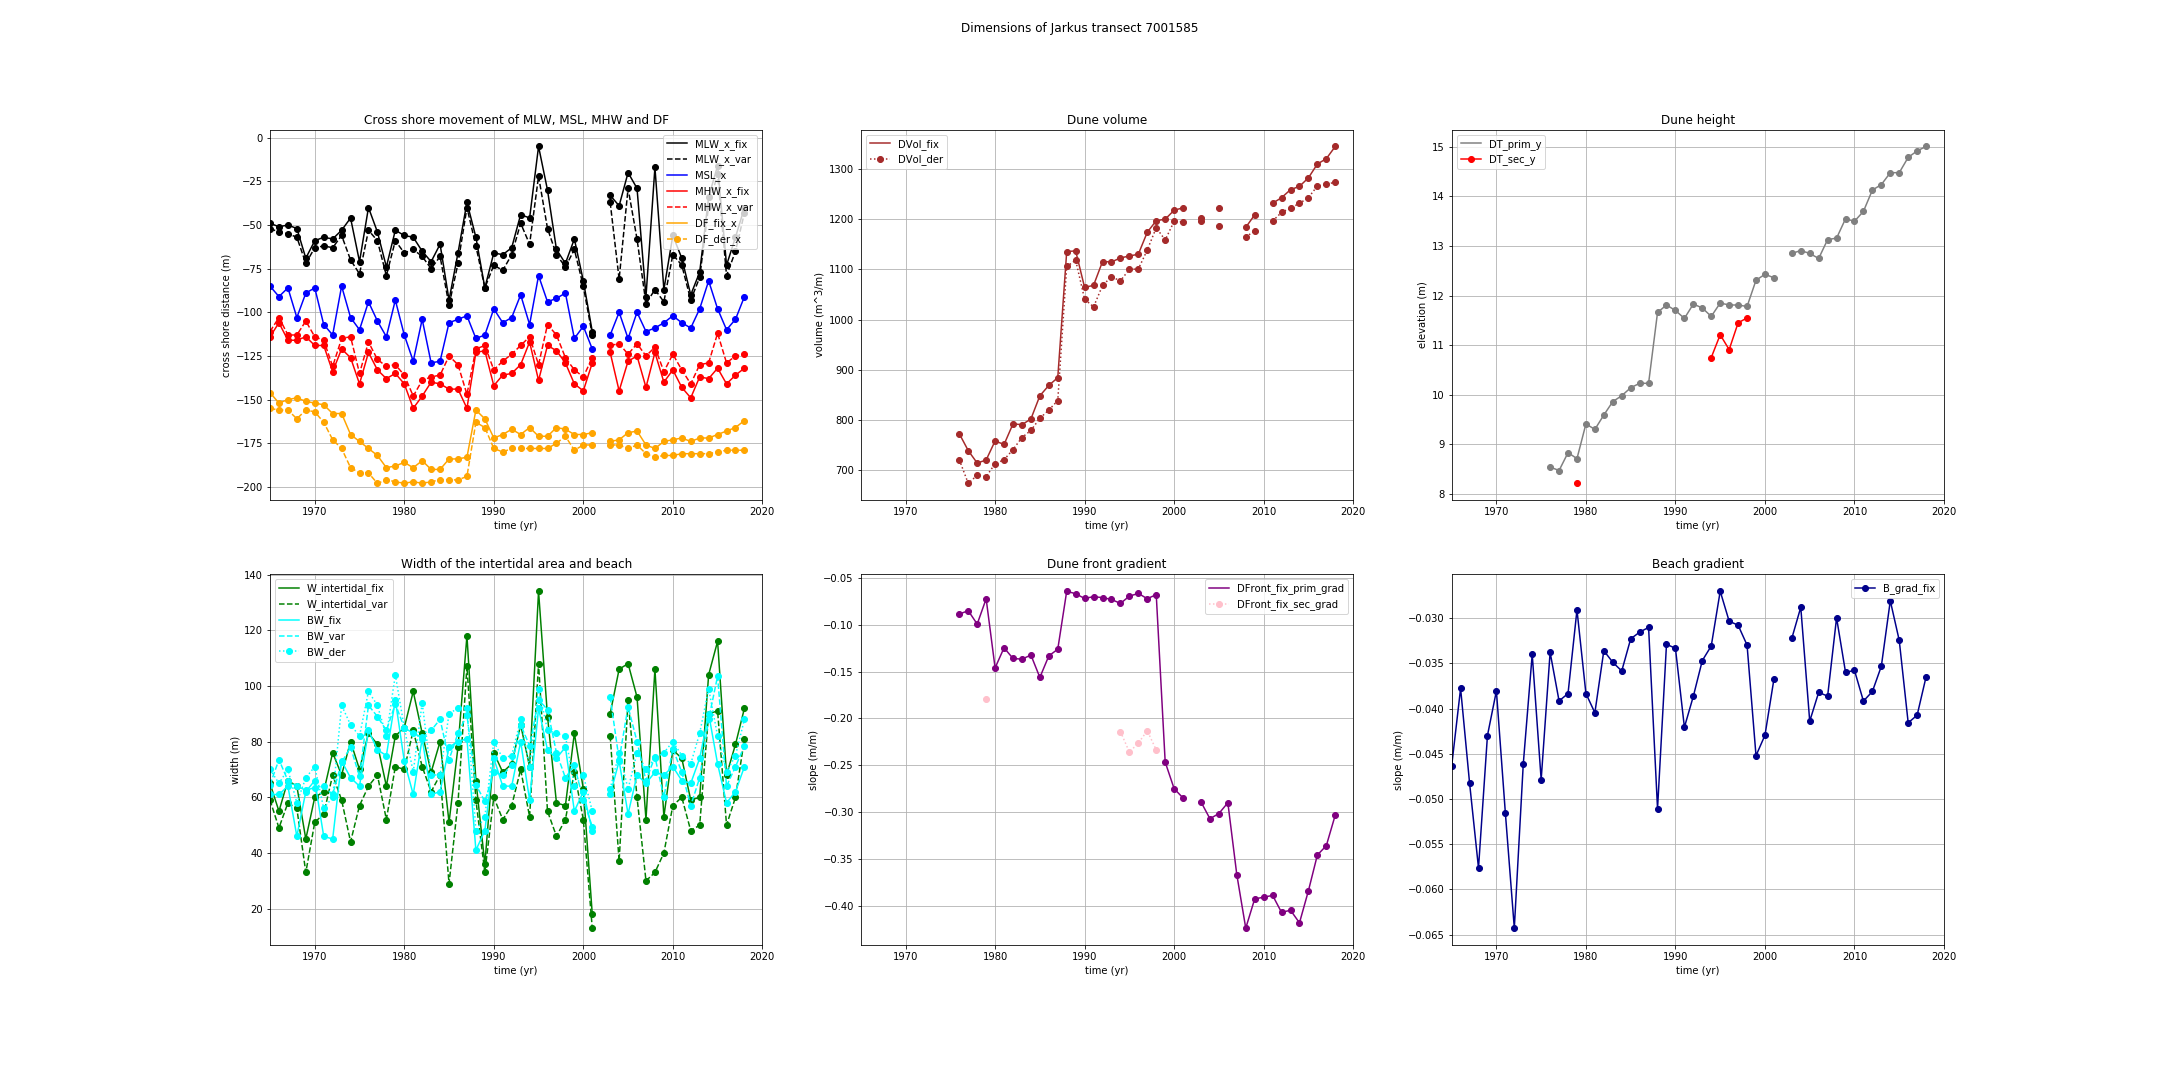 Dimensions of Jarkus transect 7001585
Cross shore movement of MLW, MSL, MHW and DF
cross shore distance (m)
0
−25
−50
−75
−100
−125
−150
−175
−200
MLW_x_fix
MLW_x_var
MSL_x
MHW_x_fix
MHW_x_var
DF_fix_x
DF_der_x
1970 1980 1990 2000 2010 2020
time (yr)
Dune volume
volume (m^3/m)
1300
1200
1100
1000
900
800
700
DVol_fix
DVol_der
1970 1980 1990 2000 2010 2020
time (yr)
Dune height
elevation (m)
15
14
13
12
11
10
9
8
DT_prim_y
DT_sec_y
1970 1980 1990 2000 2010 2020
time (yr)
Width of the intertidal area and beach
width (m)
140
120
100
80
60
40
20
W_intertidal_fix
W_intertidal_var
BW_fix
BW_var
BW_der
1970 1980 1990 2000 2010 2020
time (yr)
Dune front gradient
slope (m/m)
−0.05
−0.10
−0.15
−0.20
−0.25
−0.30
−0.35
−0.40
DFront_fix_prim_grad
DFront_fix_sec_grad
1970 1980 1990 2000 2010 2020
time (yr)
Beach gradient
slope (m/m)
−0.030
−0.035
−0.040
−0.045
−0.050
−0.055
−0.060
−0.065
B_grad_fix
1970 1980 1990 2000 2010 2020
time (yr)